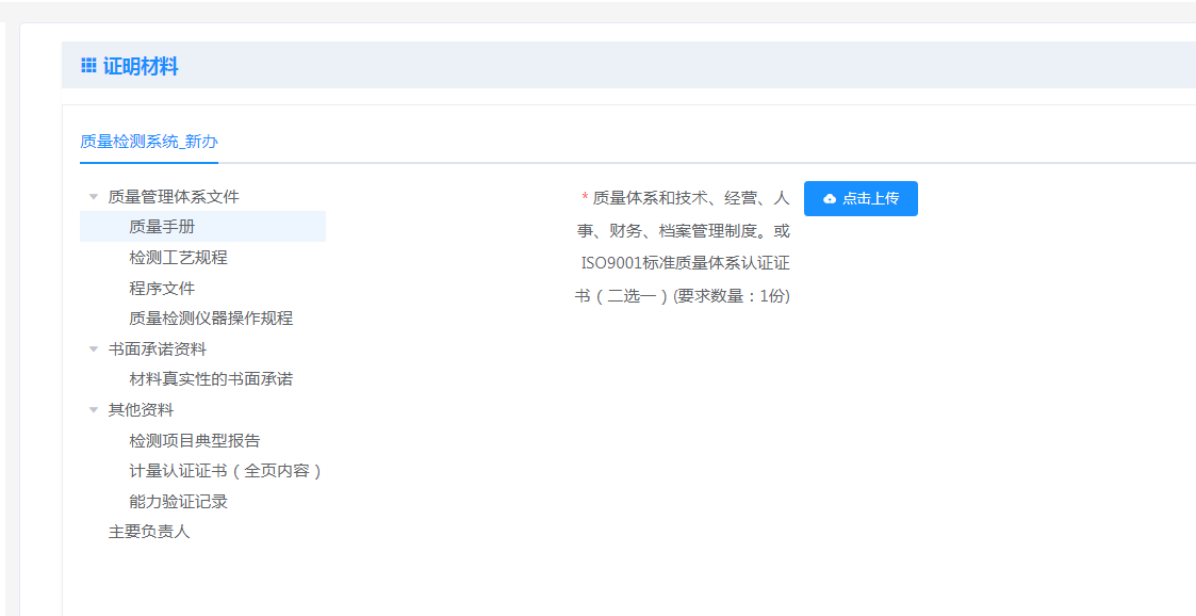 证明材料
质量检测系统_新办
质量管理体系文件
质量手册
检测工艺规程
程序文件
质量检测仪器操作规程
书面承诺资料
材料真实性的书面承诺
其他资料
检测项目典型报告
计量认证证书（全页内容）
能力验证记录
主要负责人
* 质量体系和技术、经营、人
事、财务、档案管理制度。或
ISO9001标准质量体系认证证
书（二选一）(要求数量：1份)
点击上传